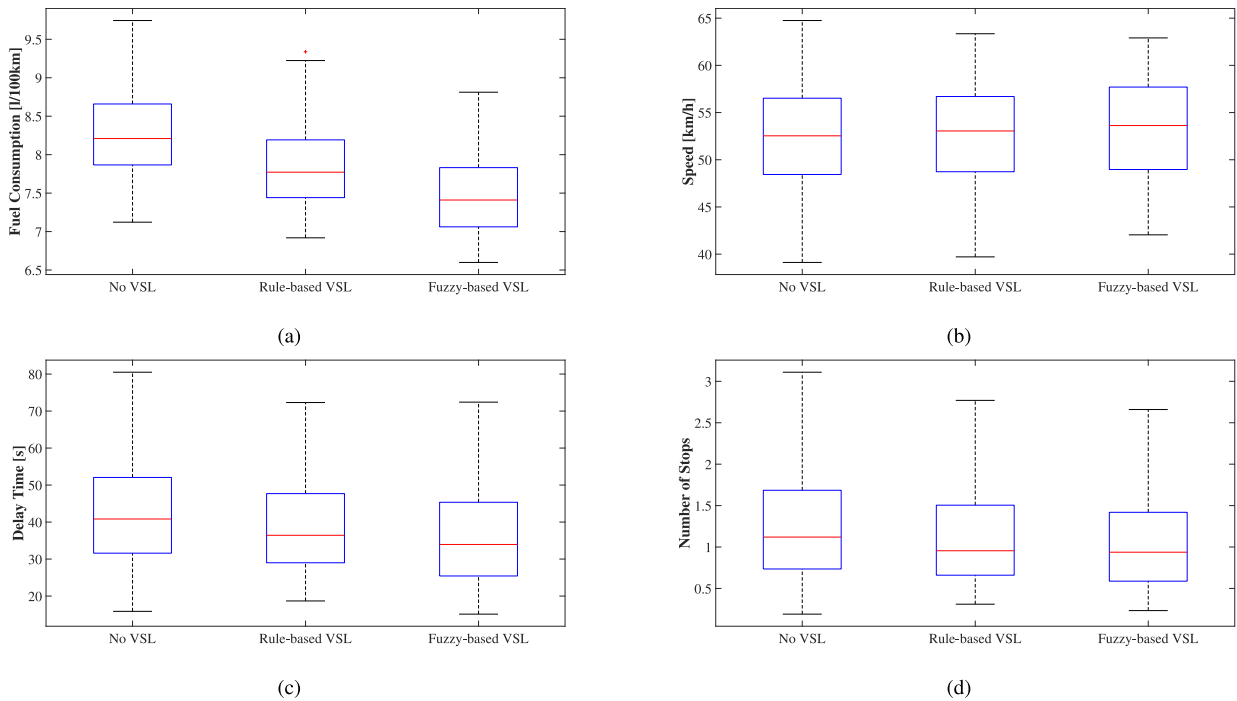 Fuel Consumption [l/100km]
9.5
9
8.5
8
7.5
7
6.5
No VSL Rule-based VSL Fuzzy-based VSL
(a)
Speed [km/h]
65
60
55
50
45
40
No VSL Rule-based VSL Fuzzy-based VSL
(b)
Delay Time [s]
80
70
60
50
40
30
20
No VSL Rule-based VSL Fuzzy-based VSL
(c)
Number of Stops
3
2.5
2
1.5
1
0.5
No VSL Rule-based VSL Fuzzy-based VSL
(d)